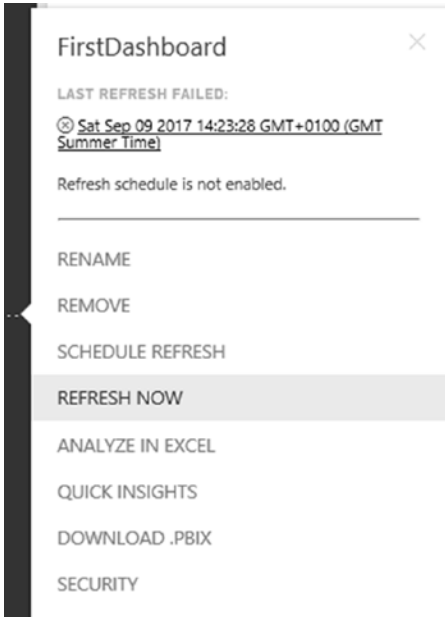 FirstDashboard
LAST REFRESH FAILED:
Sat Sep 09 2017 14:23:28 GMT+0100 (GMT
Summer Time)
Refresh schedule is not enabled.
RENAME
REMOVE
SCHEDULE REFRESH
REFRESH NOW
ANALYZE IN EXCEL
QUICK INSIGHTS
DOWNLOAD .PBIX
SECURITY